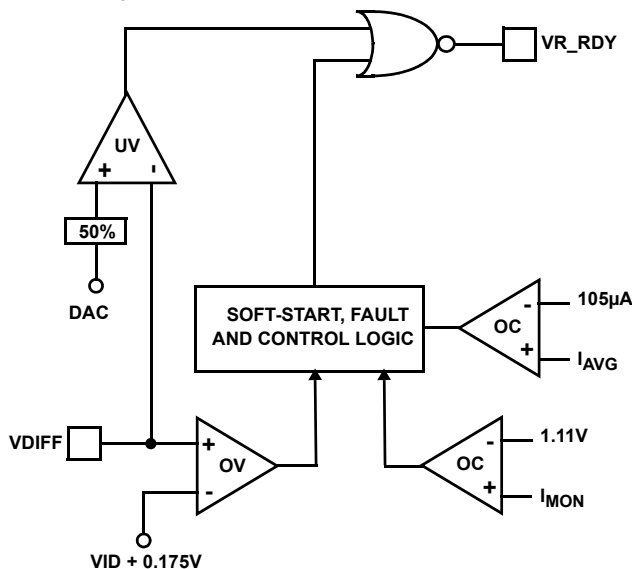 VR_RDY
UV
+ -
50%
DAC
SOFT-START, FAULT
AND CONTROL LOGIC
- 105µA
OC
+ IAVG
VDIFF
+
OV
-
VID + 0.175V
- 1.11V
OC
+ IMON